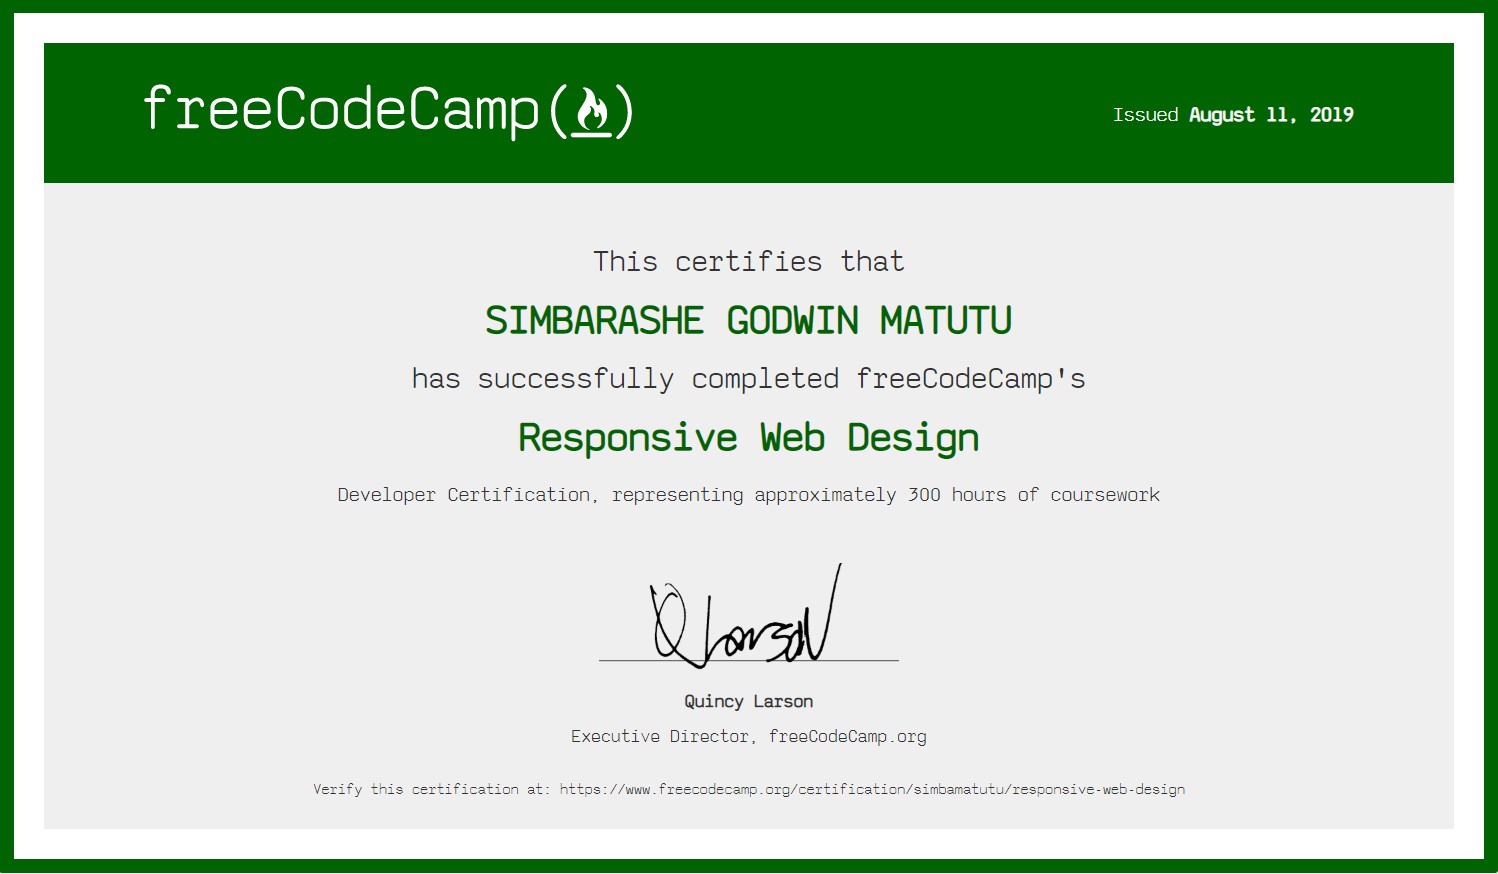 freeCodeCamp(🔥)
Issued August 11, 2019
This certifies that
SIMBARASHE GODWIN MATUTU
has successfully completed freeCodeCamp's
Responsive Web Design
Developer Certification, representing approximately 300 hours of coursework
Q Larson
Quincy Larson
Executive Director, freeCodeCamp.org
Verify this certification at: https://www.freecodecamp.org/certification/simbamatutu/responsive-web-design